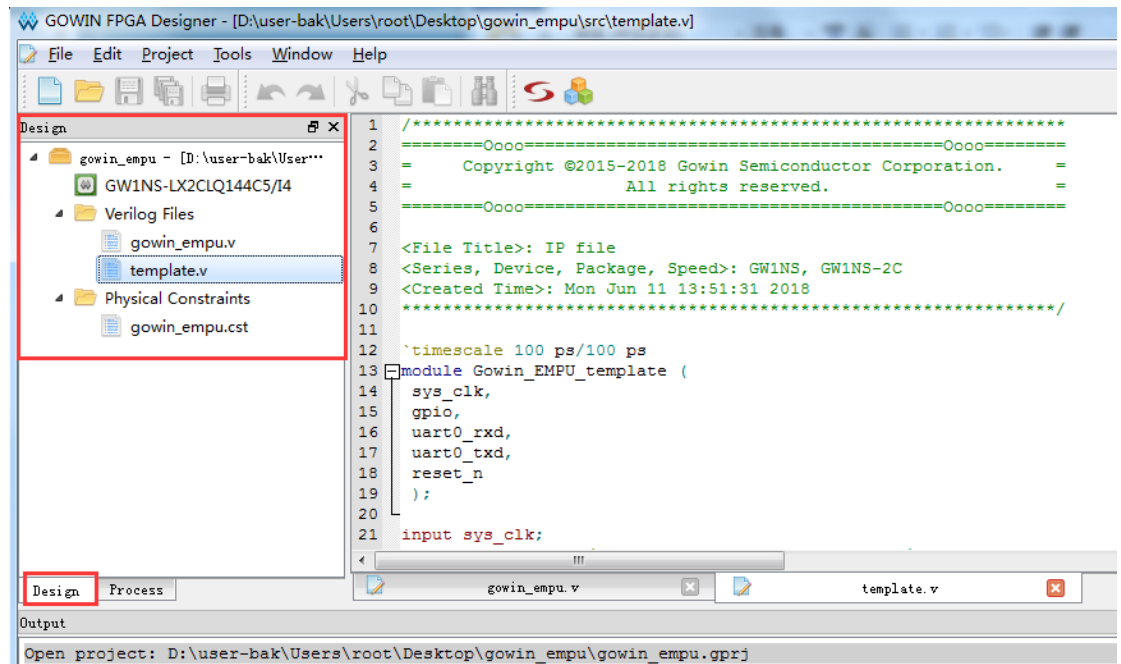 GOWIN FPGA Designer - [D:\user-bak\Users\root\Desktop\gowin_empu\src\template.v]
File Edit Project Tools Window Help
Design
gowin_empu - [D:\user-bak\User...
GW1NS-LX2CLQ144C5/I4
Verilog Files
gowin_empu.v
template.v
Physical Constraints
gowin_empu.cst
1 /****************************************************************
2 ========Oooo=========================================Oooo========
3 =     Copyright ©2015-2018 Gowin Semiconductor Corporation.     =
4 =                     All rights reserved.                      =
5 ========Oooo=========================================Oooo========
6
7 <File Title>: IP file
8 <Series, Device, Package, Speed>: GW1NS, GW1NS-2C
9 <Created Time>: Mon Jun 11 13:51:31 2018
10 ****************************************************************/
11
12 `timescale 100 ps/100 ps
13 module Gowin_EMPU_template (
14 sys_clk,
15 gpio,
16 uart0_rxd,
17 uart0_txd,
18 reset_n
19 );
20
21 input sys_clk;
gowin_empu.v template.v
Design Process
Output
Open project: D:\user-bak\Users\root\Desktop\gowin_empu\gowin_empu.gprj